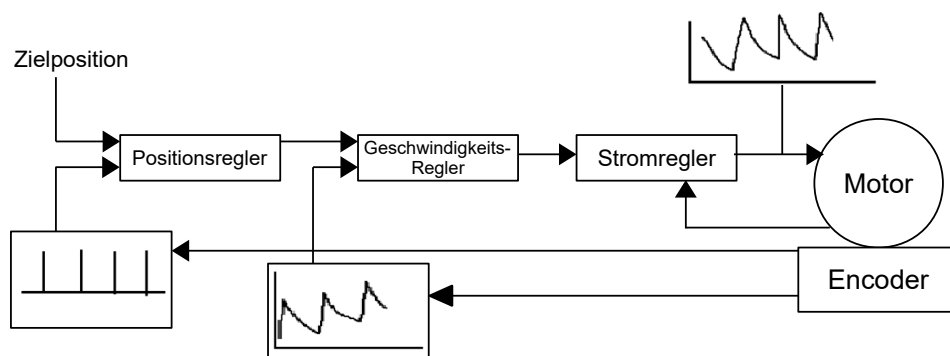 Zielposition
Positionsregler
Geschwindigkeits-
Regler
Stromregler
Motor
Encoder